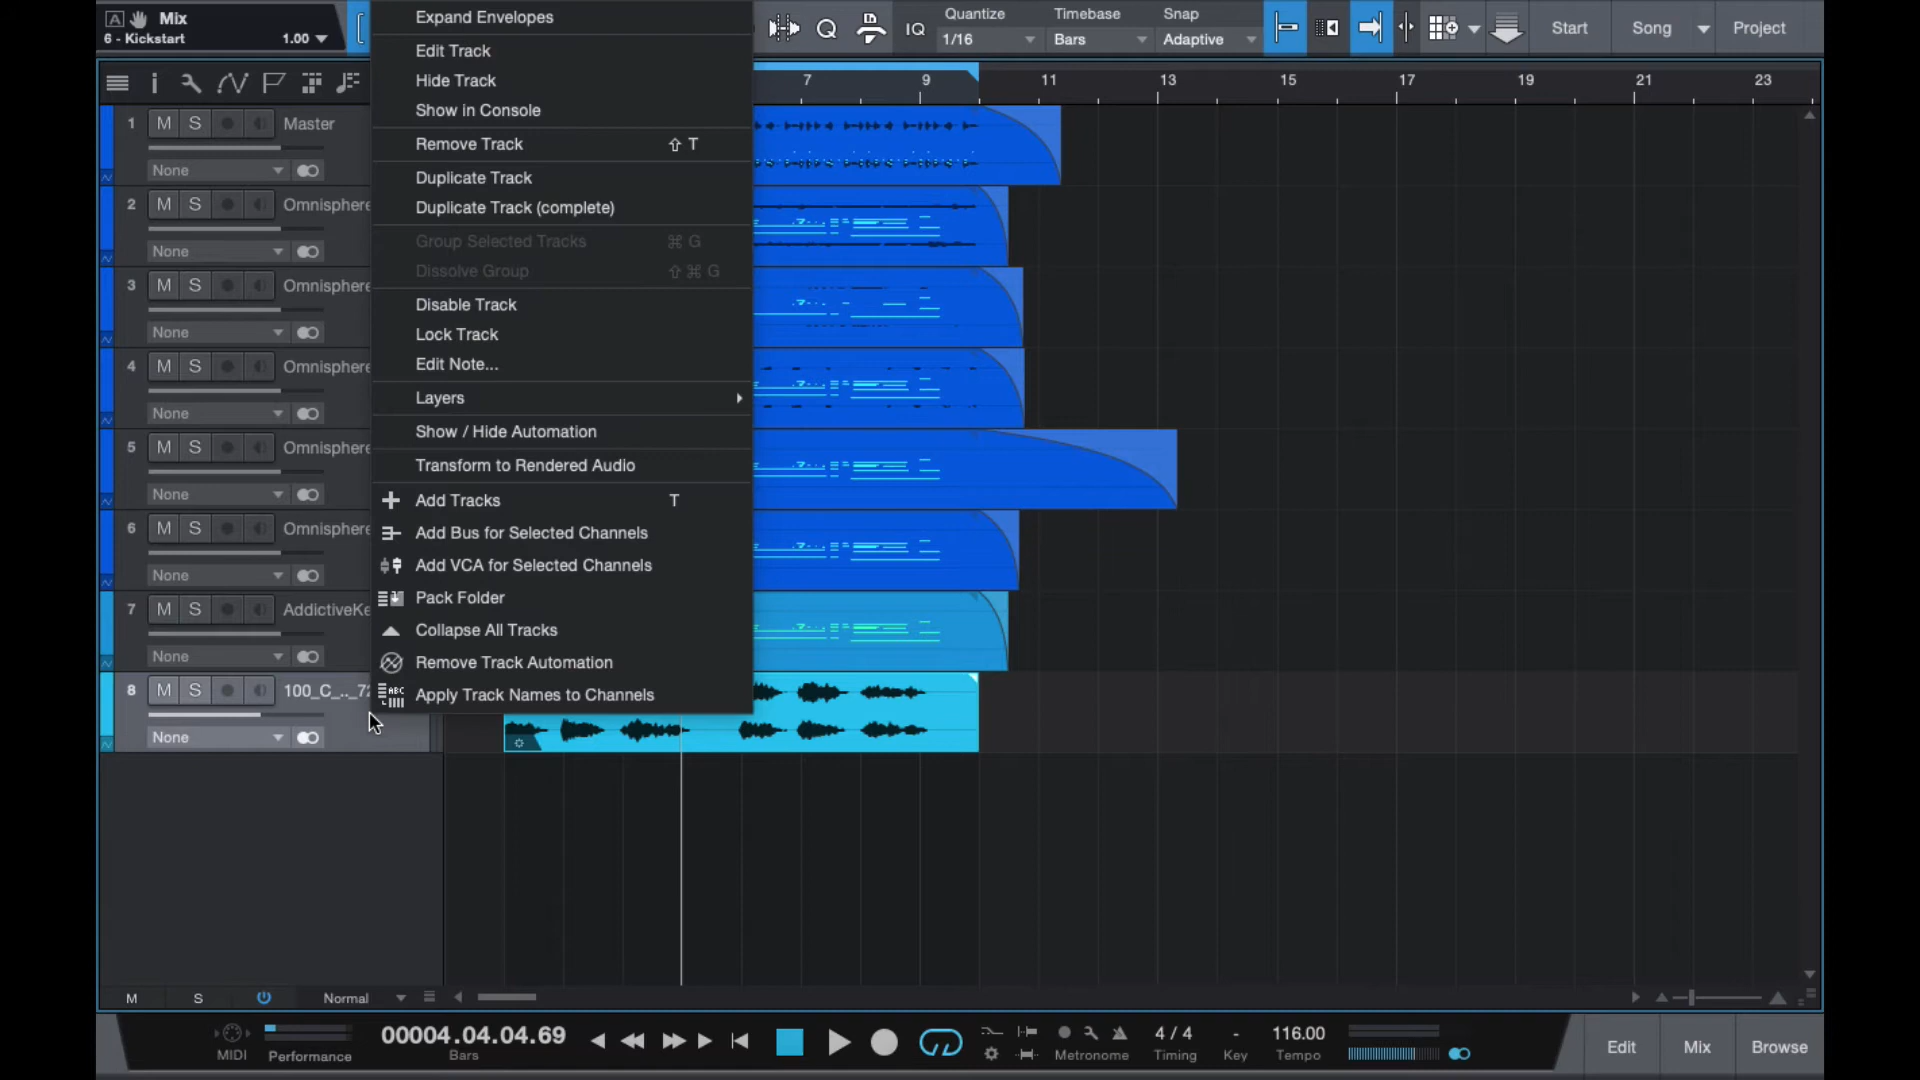 A Mix
6 - Kickstart 1.00
Expand Envelopes
Edit Track
Hide Track
Show in Console
Remove Track ⇧ T
Duplicate Track
Duplicate Track (complete)
Group Selected Tracks ⌘ G
Dissolve Group ⇧ ⌘ G
Disable Track
Lock Track
Edit Note...
Layers
Show / Hide Automation
Transform to Rendered Audio
Add Tracks T
Add Bus for Selected Channels
Add VCA for Selected Channels
Pack Folder
Collapse All Tracks
Remove Track Automation
ABC Apply Track Names to Channels
Q IQ
Quantize Timebase Snap
1/16 Bars Adaptive
Start Song Project
7 9 11 13 15 17 19 21 23
1 M S Master
None
2 M S Omnisphere
None
3 M S Omnisphere
None
4 M S Omnisphere
None
5 M S Omnisphere
None
6 M S Omnisphere
None
7 M S AddictiveKe
None
8 M S 100_C_.._72
None
M S Normal
MIDI Performance
00004.04.04.69
Bars
Metronome
4 / 4
Timing
-
Key
116.00
Tempo
Edit Mix Browse